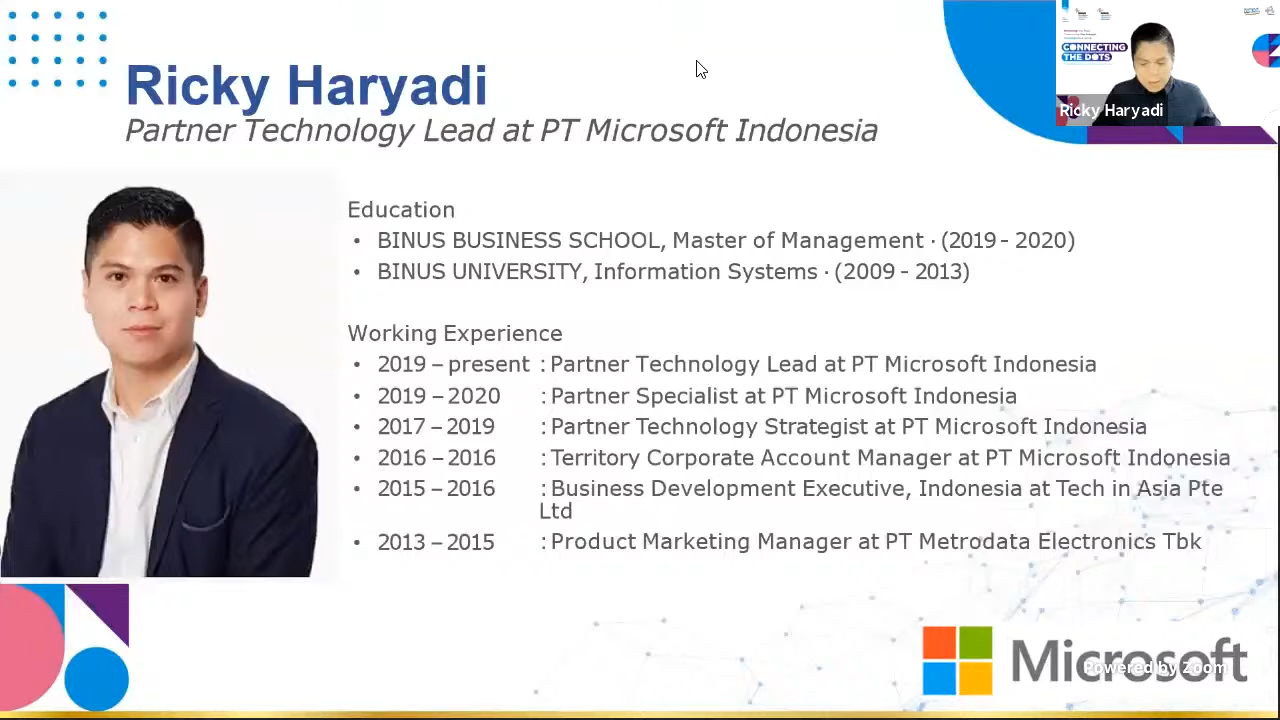 Ricky Haryadi
Partner Technology Lead at PT Microsoft Indonesia
CONNECTING
THE DOTS
Ricky Haryadi
Education
• BINUS BUSINESS SCHOOL, Master of Management · (2019 - 2020)
• BINUS UNIVERSITY, Information Systems · (2009 - 2013)
Working Experience
• 2019 – present : Partner Technology Lead at PT Microsoft Indonesia
• 2019 – 2020 : Partner Specialist at PT Microsoft Indonesia
• 2017 – 2019 : Partner Technology Strategist at PT Microsoft Indonesia
• 2016 – 2016 : Territory Corporate Account Manager at PT Microsoft Indonesia
• 2015 – 2016 : Business Development Executive, Indonesia at Tech in Asia Pte
Ltd
• 2013 – 2015 : Product Marketing Manager at PT Metrodata Electronics Tbk
Microsoft
Powered by Zoom